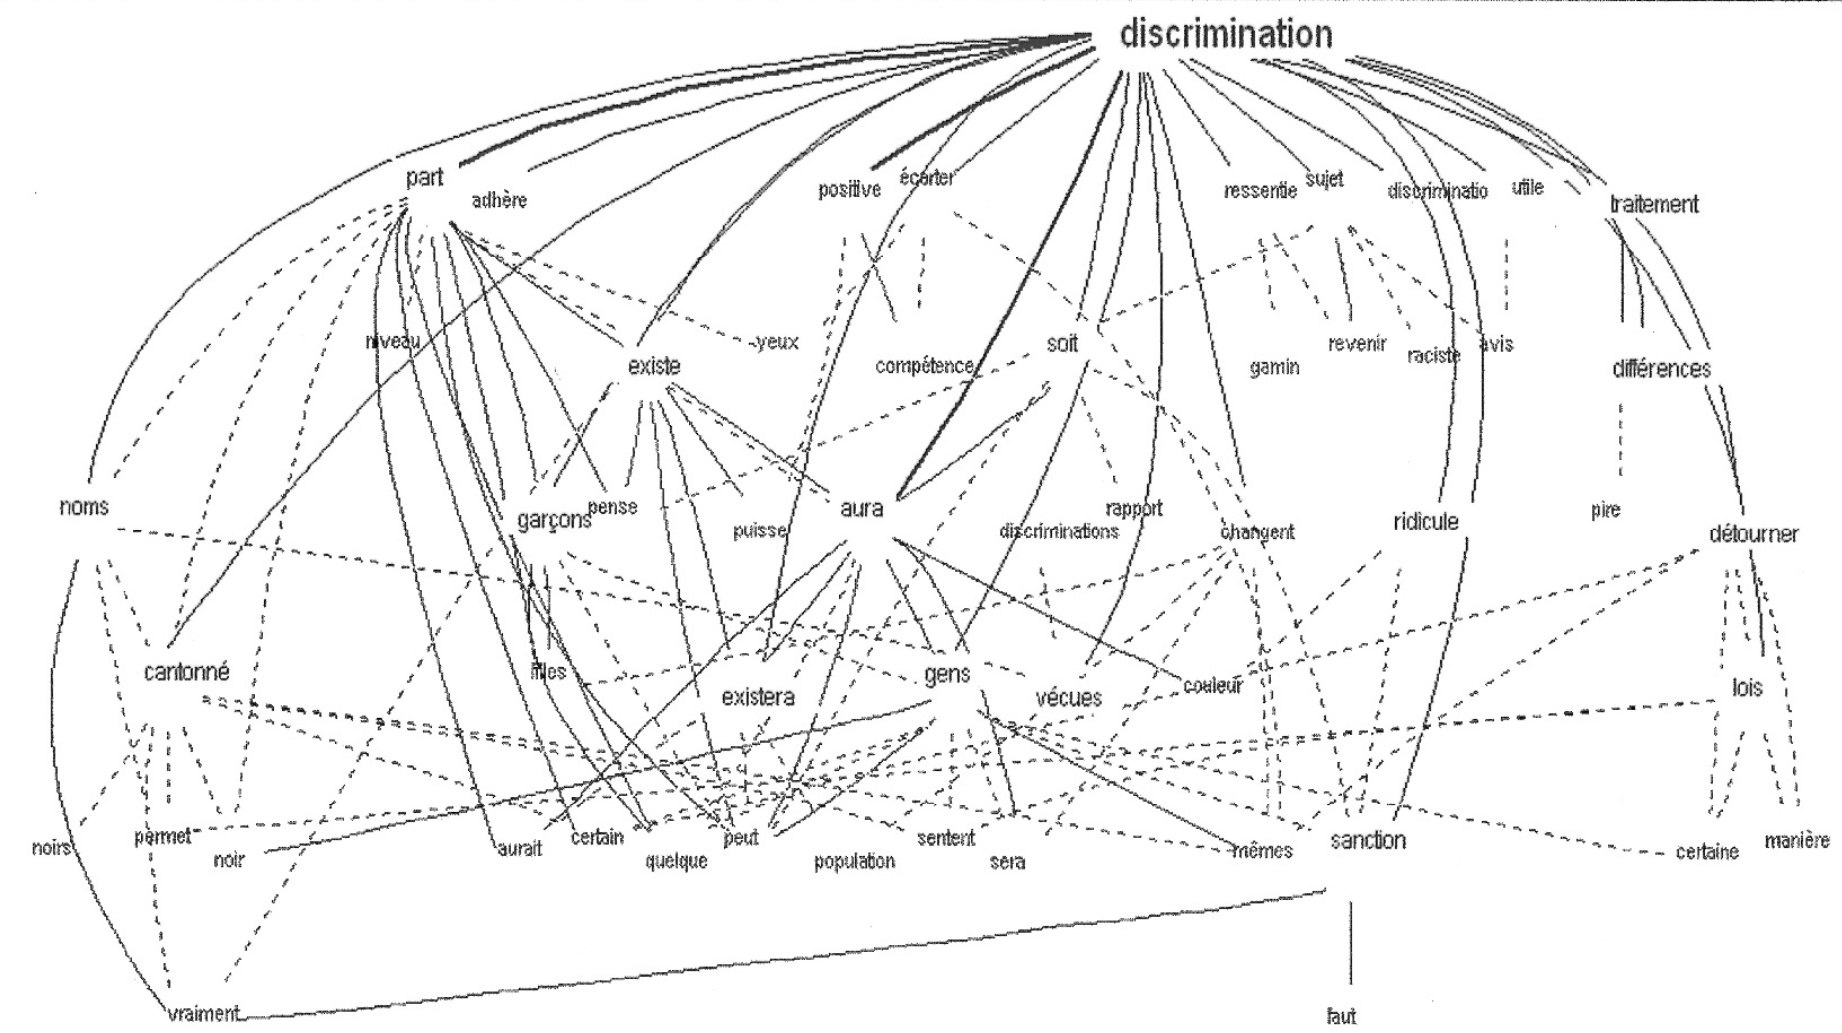 discrimination
part
adhère
positive
écarter
ressentie
sujet
discriminatio
utile
traitement
niveau
existe
yeux
compétence
soit
gamin
revenir
raciste
avis
différences
noms
garçons
pense
puisse
aura
discriminations
rapport
changent
ridicule
pire
détourner
cantonné
filles
existera
gens
vécues
couleur
lois
noirs
permet
noir
aurait
certain
quelque
peut
population
sentent
sera
mêmes
sanction
certaine
manière
vraiment
faut